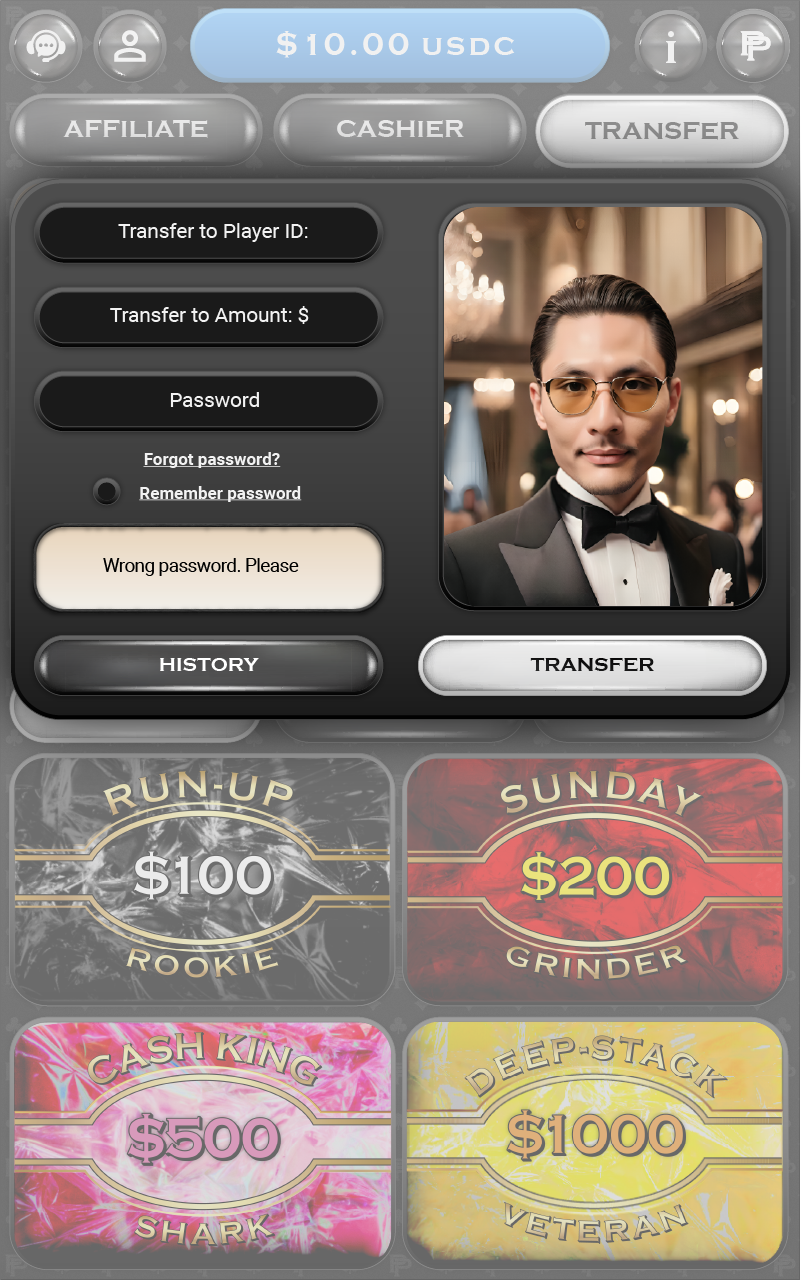 $10.00 USDC
AFFILIATE
CASHIER
TRANSFER
Transfer to Player ID:
Transfer to Amount: $
Password
Forgot password?
Remember password
Wrong password. Please
HISTORY
TRANSFER
RUN-UP
$100
ROOKIE
SUNDAY
$200
GRINDER
CASH KING
$500
SHARK
DEEP-STACK
$1000
VETERAN